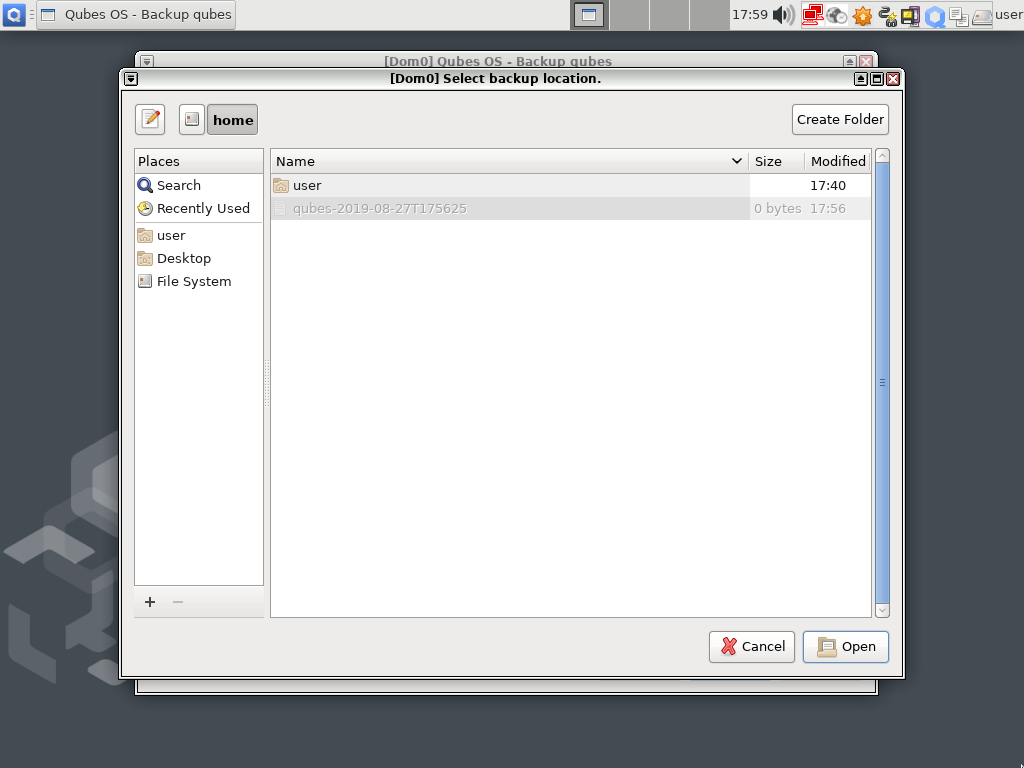 Qubes OS - Backup qubes
17:59
user
[Dom0] Qubes OS - Backup qubes
[Dom0] Select backup location.
home
Create Folder
Places
Name
Size
Modified
Search
Recently Used
user
Desktop
File System
user
17:40
qubes-2019-08-27T175625
0 bytes
17:56
Cancel
Open